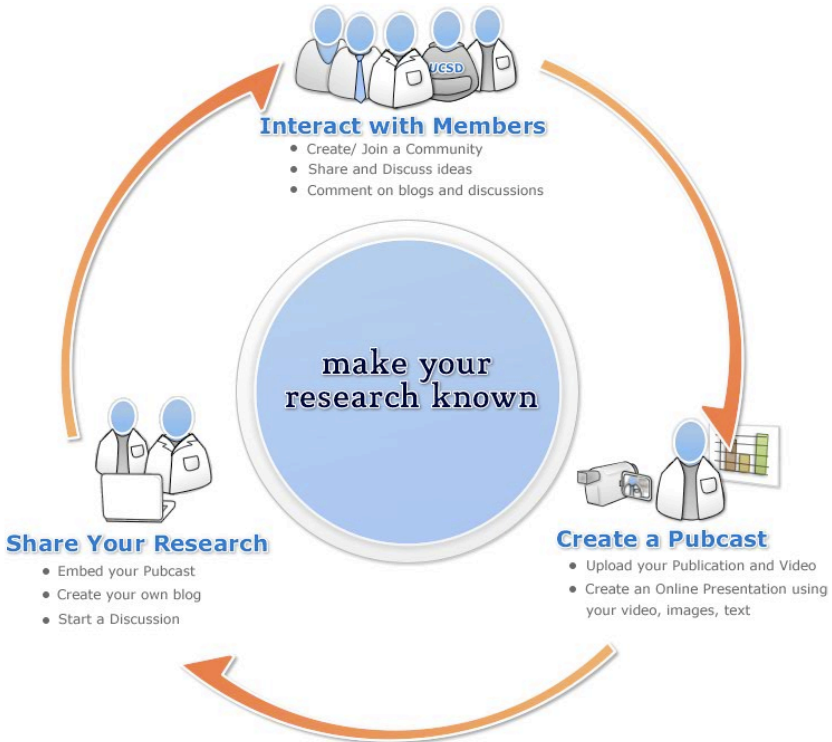 UCSD
Interact with Members
• Create/ Join a Community
• Share and Discuss ideas
• Comment on blogs and discussions
make your
research known
Share Your Research
• Embed your Pubcast
• Create your own blog
• Start a Discussion
Create a Pubcast
• Upload your Publication and Video
• Create an Online Presentation using
your video, images, text